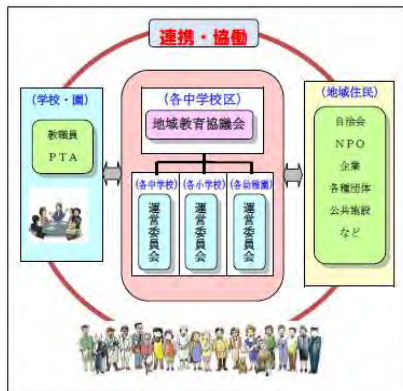 連携・協働
(学校・園)
教職員
PTA
(各中学校区)
地域教育協議会
(各中学校)
運営委員会
(各小学校)
運営委員会
(各幼稚園)
運営委員会
(地域住民)
自治会
NPO
企業
各種団体
公共施設
など